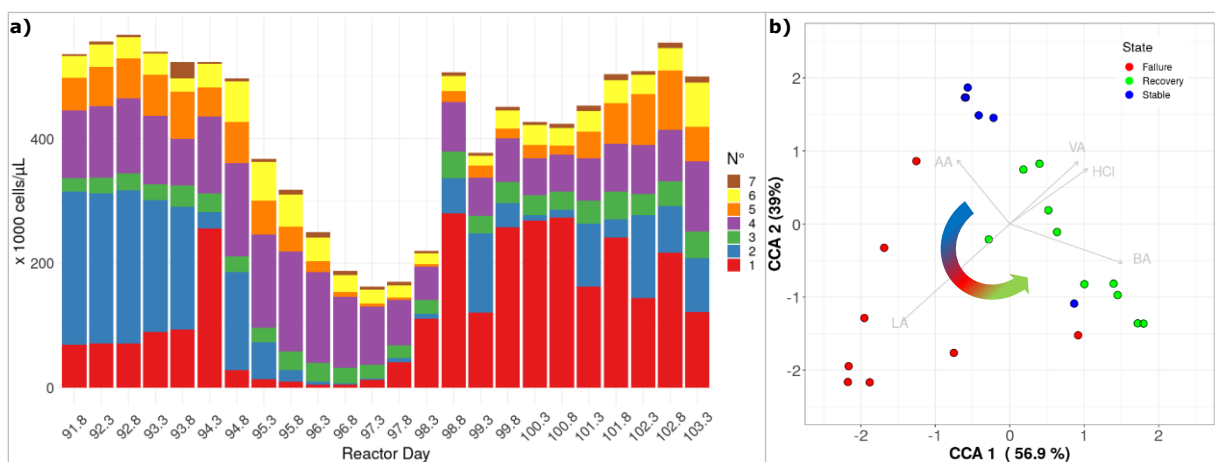 a)
x 1000 cells/µL
400
200
0
91.8
92.3
92.8
93.3
93.8
94.3
94.8
95.3
95.8
96.3
96.8
97.3
97.8
98.3
98.8
99.3
99.8
100.3
100.8
101.3
101.8
102.3
102.8
103.3
Reactor Day
N°
7
6
5
4
3
2
1
b)
CCA 2 (39%)
2
1
0
-1
-2
AA
VA
HCl
BA
LA
State
Failure
Recovery
Stable
-2
-1
0
1
2
CCA 1 ( 56.9 %)